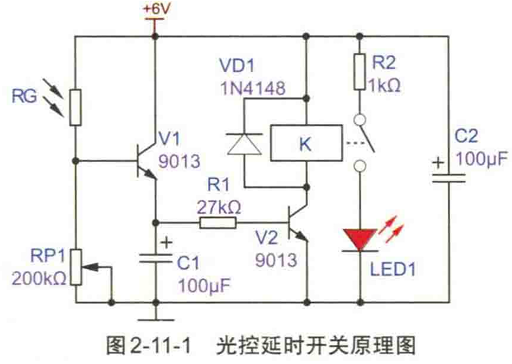 +6V
RG
V1
9013
VD1
1N4148
K
R2
1kΩ
C2
100μF
+
R1
27kΩ
V2
9013
RP1
200kΩ
+
C1
100μF
LED1
图2-11-1 光控延时开关原理图